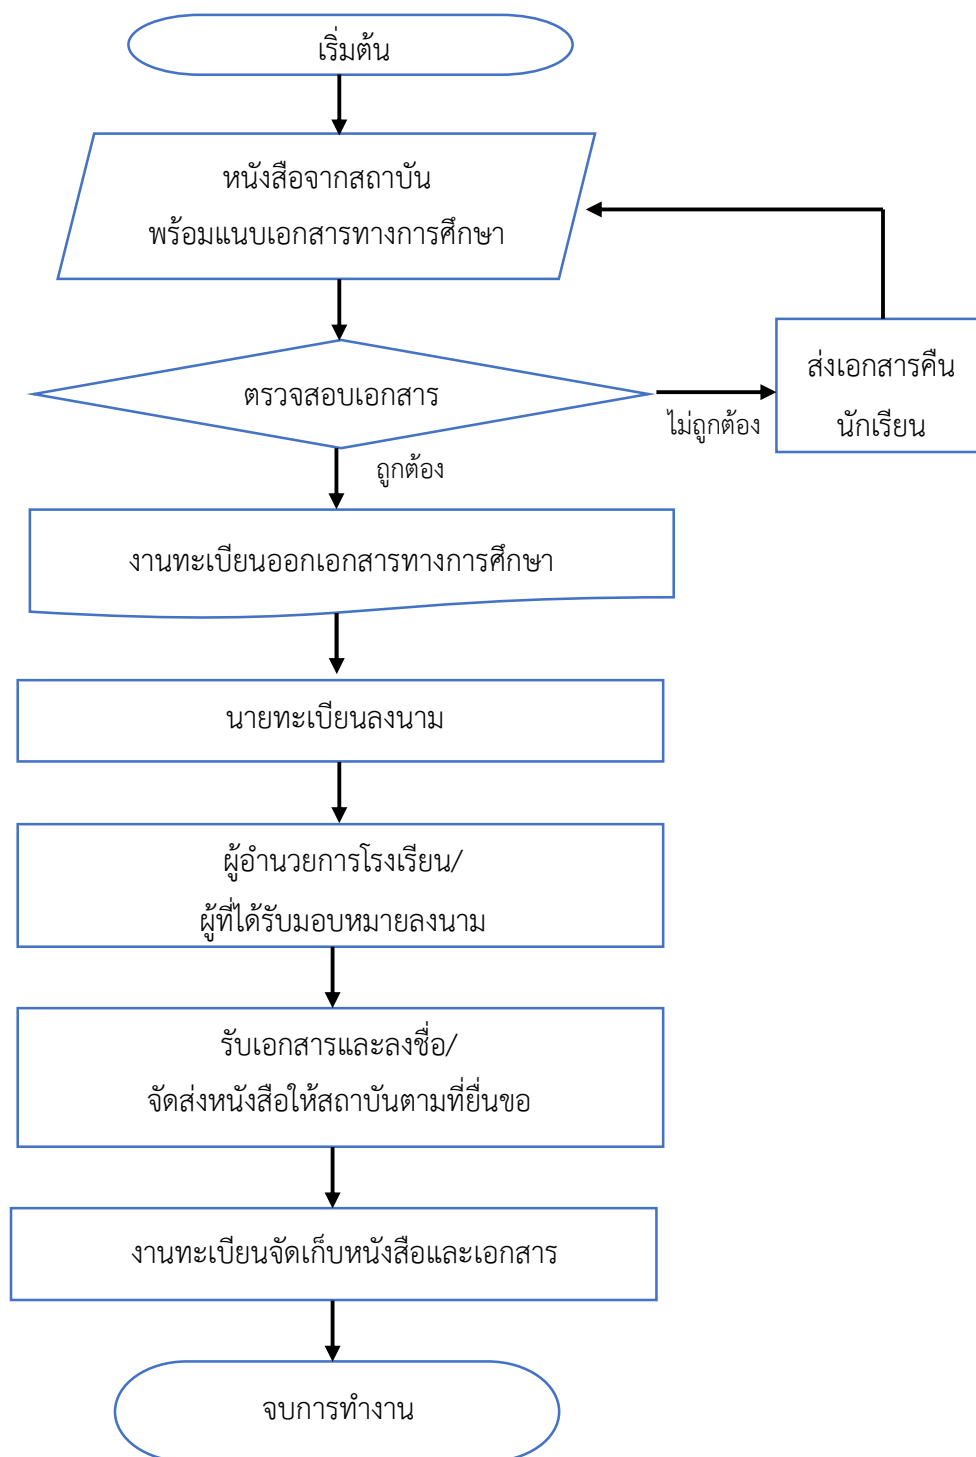 เริ่มต้น
หนังสือจากสถาบัน
พร้อมแนบเอกสารทางการศึกษา
ตรวจสอบเอกสาร
ไม่ถูกต้อง
ส่งเอกสารคืน
นักเรียน
ถูกต้อง
งานทะเบียนออกเอกสารทางการศึกษา
นายทะเบียนลงนาม
ผู้อำนวยการโรงเรียน/
ผู้ที่ได้รับมอบหมายลงนาม
รับเอกสารและลงชื่อ/
จัดส่งหนังสือให้สถาบันตามที่ยื่นขอ
งานทะเบียนจัดเก็บหนังสือและเอกสาร
จบการทำงาน